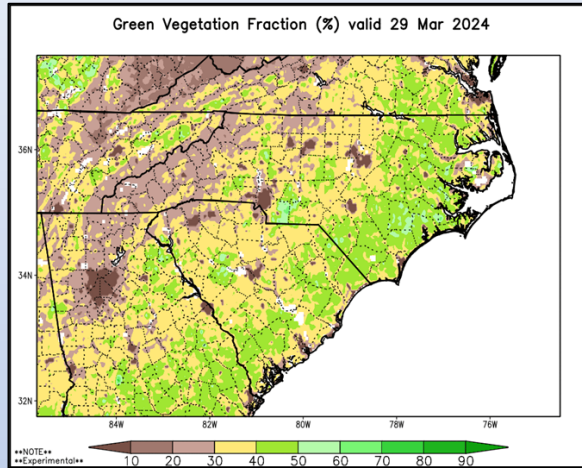 Green Vegetation Fraction (%) valid 29 Mar 2024
36N
34N
32N
84W 82W 80W 78W 76W
**NOTE**
**Experimental**
10 20 30 40 50 60 70 80 90